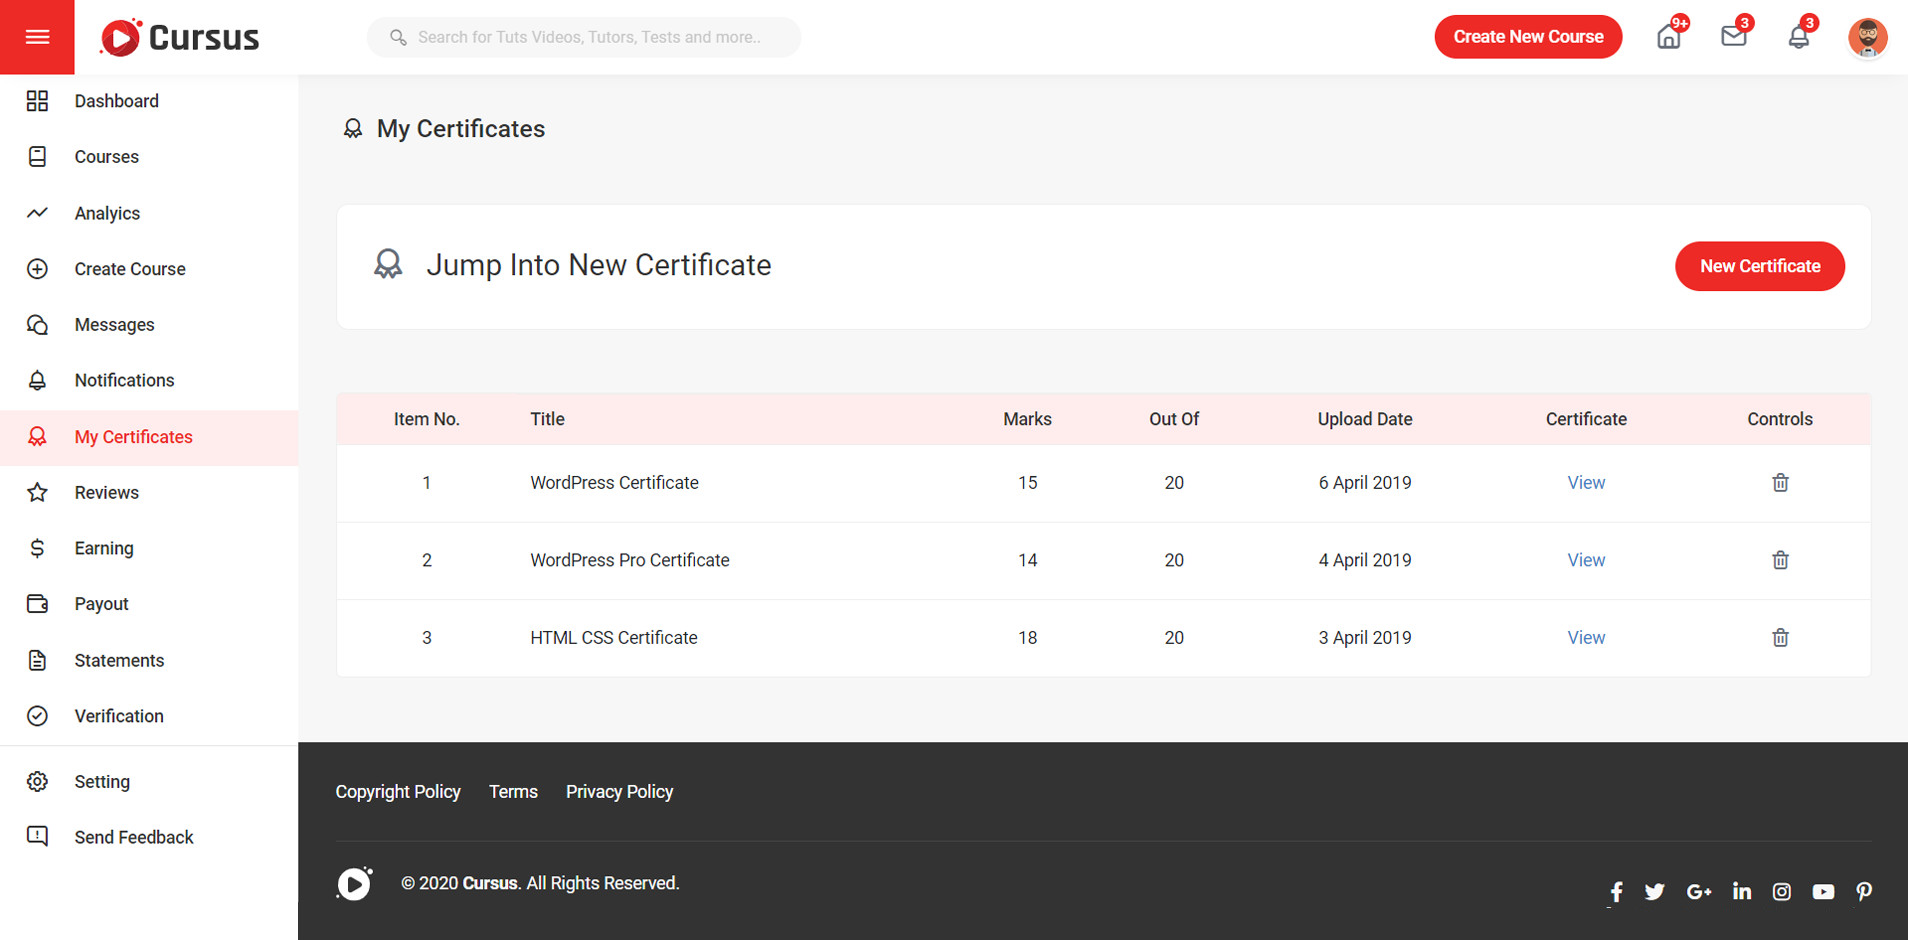 Cursus
Search for Tuts Videos, Tutors, Tests and more..
Create New Course
9+
3
3
Dashboard
Courses
Analyics
Create Course
Messages
Notifications
My Certificates
Reviews
Earning
Payout
Statements
Verification
Setting
Send Feedback
My Certificates
Jump Into New Certificate
New Certificate
Item No. Title Marks Out Of Upload Date Certificate Controls
1 WordPress Certificate 15 20 6 April 2019 View
2 WordPress Pro Certificate 14 20 4 April 2019 View
3 HTML CSS Certificate 18 20 3 April 2019 View
Copyright Policy Terms Privacy Policy
© 2020 Cursus. All Rights Reserved.